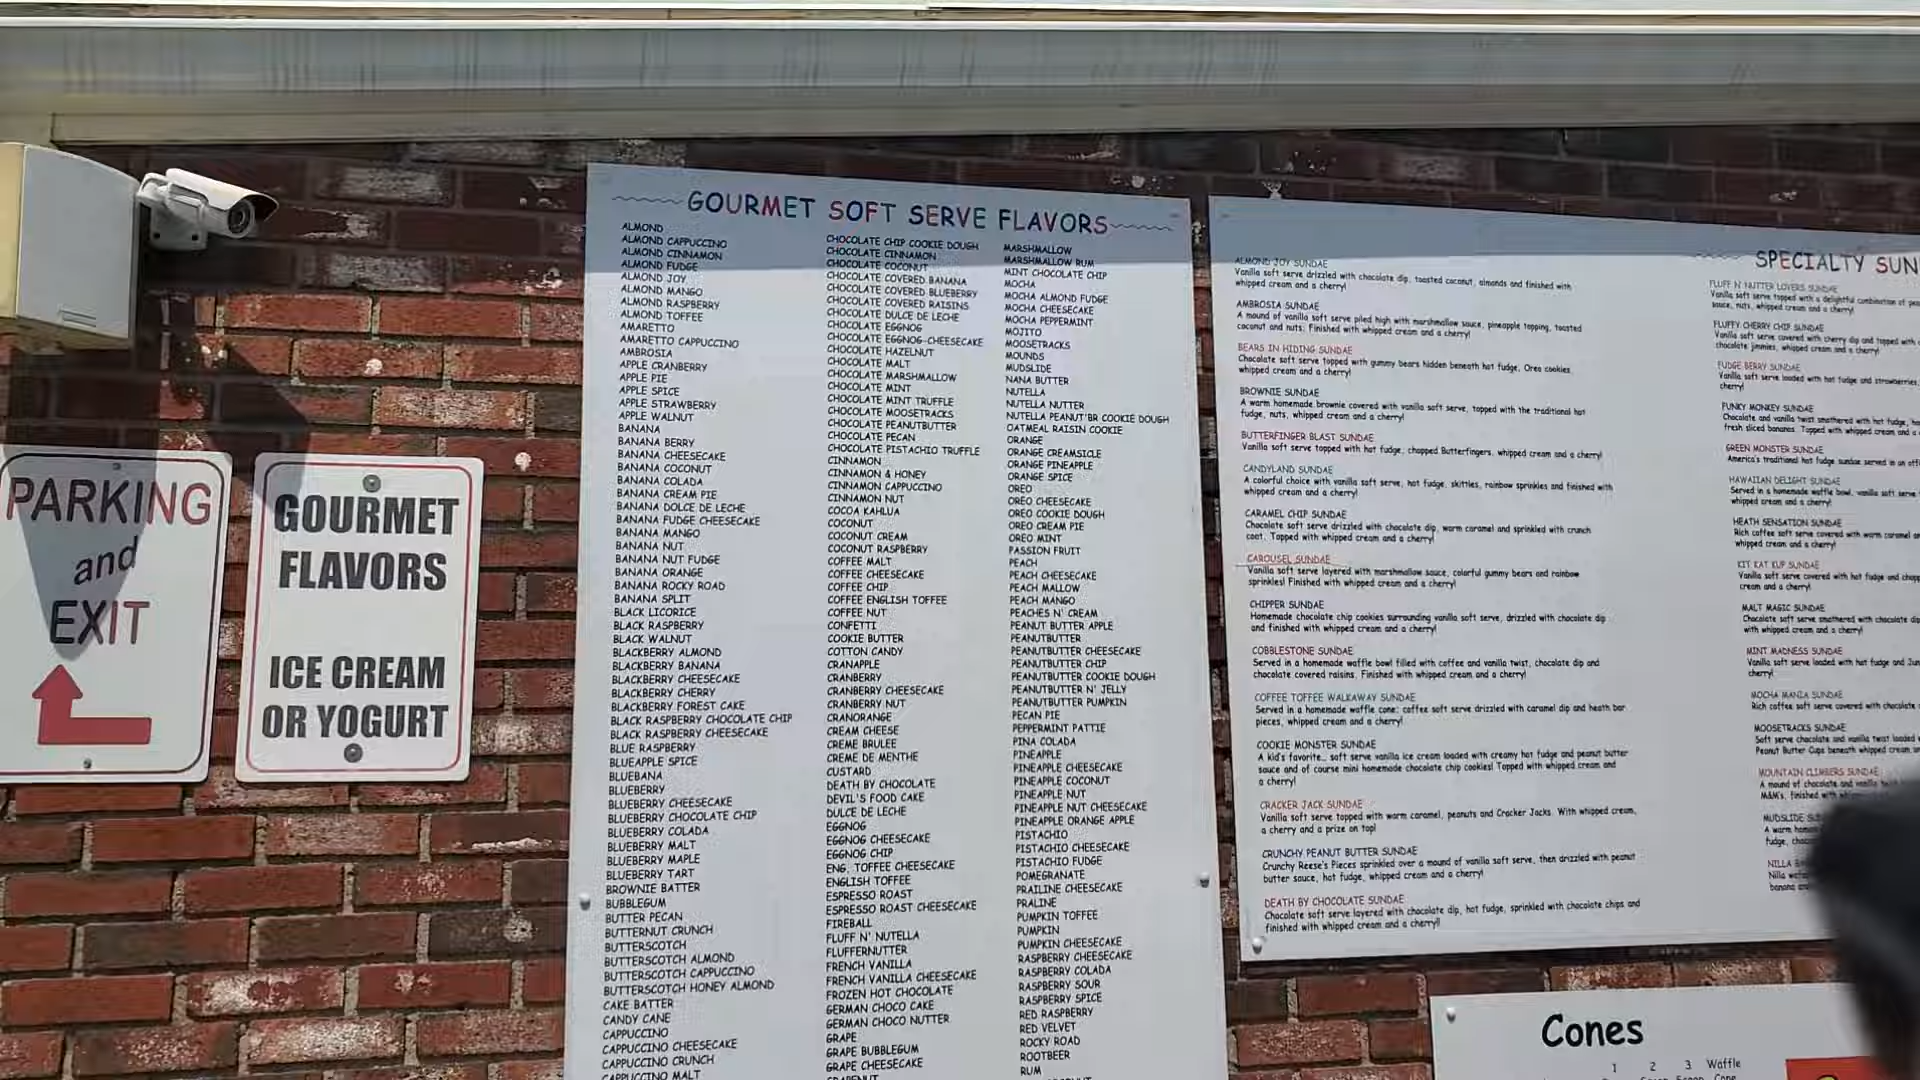 PARKING
and
EXIT
GOURMET
FLAVORS
ICE CREAM
OR YOGURT
GOURMET SOFT SERVE FLAVORS
ALMOND
ALMOND CAPPUCCINO
ALMOND CINNAMON
ALMOND FUDGE
ALMOND JOY
ALMOND MANGO
ALMOND RASPBERRY
ALMOND TOFFEE
AMARETTO
AMARETTO CAPPUCCINO
AMBROSIA
APPLE CRANBERRY
APPLE PIE
APPLE SPICE
APPLE STRAWBERRY
APPLE WALNUT
BANANA
BANANA BERRY
BANANA CHEESECAKE
BANANA COCONUT
BANANA COLADA
BANANA CREAM PIE
BANANA DOLCE DE LECHE
BANANA FUDGE CHEESECAKE
BANANA MANGO
BANANA NUT
BANANA NUT FUDGE
BANANA ORANGE
BANANA ROCKY ROAD
BANANA SPLIT
BLACK LICORICE
BLACK RASPBERRY
BLACK WALNUT
BLACKBERRY ALMOND
BLACKBERRY BANANA
BLACKBERRY CHEESECAKE
BLACKBERRY CHERRY
BLACKBERRY FOREST CAKE
BLACK RASPBERRY CHOCOLATE CHIP
BLACK RASPBERRY CHEESECAKE
BLUE RASPBERRY
BLUEAPPLE SPICE
BLUEBANA
BLUEBERRY
BLUEBERRY CHEESECAKE
BLUEBERRY CHOCOLATE CHIP
BLUEBERRY COLADA
BLUEBERRY MALT
BLUEBERRY MAPLE
BLUEBERRY TART
BROWNIE BATTER
BUBBLEGUM
BUTTER PECAN
BUTTERNUT CRUNCH
BUTTERSCOTCH
BUTTERSCOTCH ALMOND
BUTTERSCOTCH CAPPUCCINO
BUTTERSCOTCH HONEY ALMOND
CAKE BATTER
CANDY CANE
CAPPUCCINO
CAPPUCCINO CHEESECAKE
CAPPUCCINO CRUNCH
CAPPUCCINO MALT
CHOCOLATE CHIP COOKIE DOUGH
CHOCOLATE CINNAMON
CHOCOLATE COCONUT
CHOCOLATE COVERED BANANA
CHOCOLATE COVERED BLUEBERRY
CHOCOLATE COVERED RAISINS
CHOCOLATE DULCE DE LECHE
CHOCOLATE EGGNOG
CHOCOLATE EGGNOG-CHEESECAKE
CHOCOLATE HAZELNUT
CHOCOLATE MALT
CHOCOLATE MARSHMALLOW
CHOCOLATE MINT
CHOCOLATE MINT TRUFFLE
CHOCOLATE MOOSETRACKS
CHOCOLATE PEANUTBUTTER
CHOCOLATE PECAN
CHOCOLATE PISTACHIO TRUFFLE
CINNAMON
CINNAMON & HONEY
CINNAMON CAPPUCCINO
CINNAMON NUT
COCOA KAHLUA
COCONUT
COCONUT CREAM
COCONUT RASPBERRY
COFFEE MALT
COFFEE CHEESECAKE
COFFEE CHIP
COFFEE ENGLISH TOFFEE
COFFEE NUT
CONFETTI
COOKIE BUTTER
COTTON CANDY
CRANAPPLE
CRANBERRY
CRANBERRY CHEESECAKE
CRANBERRY NUT
CRANORANGE
CREAM CHEESE
CREME BRULEE
CREME DE MENTHE
CUSTARD
DEATH BY CHOCOLATE
DEVIL'S FOOD CAKE
DULCE DE LECHE
EGGNOG
EGGNOG CHEESECAKE
EGGNOG CHIP
ENG. TOFFEE CHEESECAKE
ENGLISH TOFFEE
ESPRESSO ROAST
ESPRESSO ROAST CHEESECAKE
FIREBALL
FLUFF N' NUTELLA
FLUFFERNUTTER
FRENCH VANILLA
FRENCH VANILLA CHEESECAKE
FROZEN HOT CHOCOLATE
GERMAN CHOCO CAKE
GERMAN CHOCO NUTTER
GRAPE
GRAPE BUBBLEGUM
GRAPE CHEESECAKE
GRAPENUT
MARSHMALLOW
MARSHMALLOW RUM
MINT CHOCOLATE CHIP
MOCHA
MOCHA ALMOND FUDGE
MOCHA CHEESECAKE
MOCHA PEPPERMINT
MOJITO
MOOSETRACKS
MOUNDS
MUDSLIDE
NANA BUTTER
NUTELLA
NUTELLA NUTTER
NUTELLA PEANUT'BR COOKIE DOUGH
OATMEAL RAISIN COOKIE
ORANGE
ORANGE CREAMSICLE
ORANGE PINEAPPLE
ORANGE SPICE
OREO
OREO CHEESECAKE
OREO COOKIE DOUGH
OREO CREAM PIE
OREO MINT
PASSION FRUIT
PEACH
PEACH CHEESECAKE
PEACH MALLOW
PEACH MANGO
PEACHES N' CREAM
PEANUT BUTTER APPLE
PEANUTBUTTER
PEANUTBUTTER CHEESECAKE
PEANUTBUTTER CHIP
PEANUTBUTTER COOKIE DOUGH
PEANUTBUTTER N' JELLY
PEANUTBUTTER PUMPKIN
PECAN PIE
PEPPERMINT PATTIE
PINA COLADA
PINEAPPLE
PINEAPPLE CHEESECAKE
PINEAPPLE COCONUT
PINEAPPLE NUT
PINEAPPLE NUT CHEESECAKE
PINEAPPLE ORANGE APPLE
PISTACHIO
PISTACHIO CHEESECAKE
PISTACHIO FUDGE
POMEGRANATE
PRAILINE CHEESECAKE
PRALINE
PUMPKIN TOFFEE
PUMPKIN
PUMPKIN CHEESECAKE
RASPBERRY CHEESECAKE
RASPBERRY COLADA
RASPBERRY SOUR
RASPBERRY SPICE
RED RASPBERRY
RED VELVET
ROCKY ROAD
ROOTBEER
RUM
SPECIALTY SUN
ALMOND JOY SUNDAE
Vanilla soft serve drizzled with chocolate dip, toasted coconut, almonds and finished with
whipped cream and a cherry!
AMBROSIA SUNDAE
A mound of vanilla soft serve piled high with marshmallow sauce, pineapple topping, toasted
coconut and nuts. Finished with whipped cream and a cherry!
BEARS IN HIDING SUNDAE
Chocolate soft serve topped with gummy bears hidden beneath hot fudge, Oreo cookies,
whipped cream and a cherry!
BROWNIE SUNDAE
A warm homemade brownie covered with vanilla soft serve, topped with the traditional hot
fudge, nuts, whipped cream and a cherry!
BUTTERFINGER BLAST SUNDAE
Vanilla soft serve topped with hot fudge, chopped Butterfingers, whipped cream and a cherry!
CANDYLAND SUNDAE
A colorful choice with vanilla soft serve, hot fudge, skittles, rainbow sprinkles and finished with
whipped cream and a cherry!
CARAMEL CHIP SUNDAE
Chocolate soft serve drizzled with chocolate dip, warm caramel and sprinkled with crunch
coat. Topped with whipped cream and a cherry!
CAROUSEL SUNDAE
Vanilla soft serve layered with marshmallow sauce, colorful gummy bears and rainbow
sprinkles! Finished with whipped cream and a cherry!
CHIPPER SUNDAE
Homemade chocolate chip cookies surrounding vanilla soft serve, drizzled with chocolate dip
and finished with whipped cream and a cherry!
COBBLESTONE SUNDAE
Served in a homemade waffle bowl filled with coffee and vanilla twist, chocolate dip and
chocolate covered raisins. Finished with whipped cream and a cherry!
COFFEE TOFFEE WALKAWAY SUNDAE
Served in a homemade waffle cone; coffee soft serve drizzled with caramel dip and heath bar
pieces, whipped cream and a cherry!
COOKIE MONSTER SUNDAE
A kid's favorite... soft serve vanilla ice cream loaded with creamy hot fudge and peanut butter
sauce and of course mini homemade chocolate chip cookies! Topped with whipped cream and
a cherry!
CRACKER JACK SUNDAE
Vanilla soft serve topped with warm caramel, peanuts and Cracker Jacks. With whipped cream,
a cherry and a prize on top!
CRUNCHY PEANUT BUTTER SUNDAE
Crunchy Reese's Pieces sprinkled over a mound of vanilla soft serve, then drizzled with peanut
butter sauce, hot fudge, whipped cream and a cherry!
DEATH BY CHOCOLATE SUNDAE
Chocolate soft serve layered with chocolate dip, hot fudge, sprinkled with chocolate chips and
finished with whipped cream and a cherry!!
FLUFF N' NUTTER LOVERS SUNDAE
Vanilla soft serve topped with a delightful combination of
sauce, nuts, whipped cream and a cherry!
FLUFFY CHERRY CHIP SUNDAE
Vanilla soft serve covered with cherry dip and topped with
chocolate jimmies, whipped cream and a cherry!
FUDGE BERRY SUNDAE
Vanilla soft serve loaded with hot fudge and strawberries,
cherry!
FUNKY MONKEY SUNDAE
Chocolate and vanilla twist smothered with hot fudge,
fresh sliced bananas. Topped with whipped cream and a
GREEN MONSTER SUNDAE
America's traditional hot fudge sundae served in an
HAWAIIAN DELIGHT SUNDAE
Served in a homemade waffle bowl, vanilla soft serve
HEATH SENSATION SUNDAE
Rich coffee soft serve covered with warm caramel
whipped cream and a cherry!
KIT KAT KUP SUNDAE
Vanilla soft serve covered with hot fudge and
cream and a cherry!
MALT MAGIC SUNDAE
Chocolate soft serve smothered with chocolate
with whipped cream and a cherry!
MINT MADNESS SUNDAE
Vanilla soft serve loaded with hot fudge and
cherry!
MOCHA MANIA SUNDAE
Rich coffee soft serve covered with chocolate
MOOSETRACKS SUNDAE
Soft serve chocolate and vanilla twist loaded
Peanut Butter Cups beneath whipped cream
MOUNTAIN CLIMBERS SUNDAE
A mound of chocolate and vanilla
M&M's, finished with
MUDSLIDE
A warm
fudge,
NILLA
Nilla
banana
Cones
1 2 3 Waffle
Cone